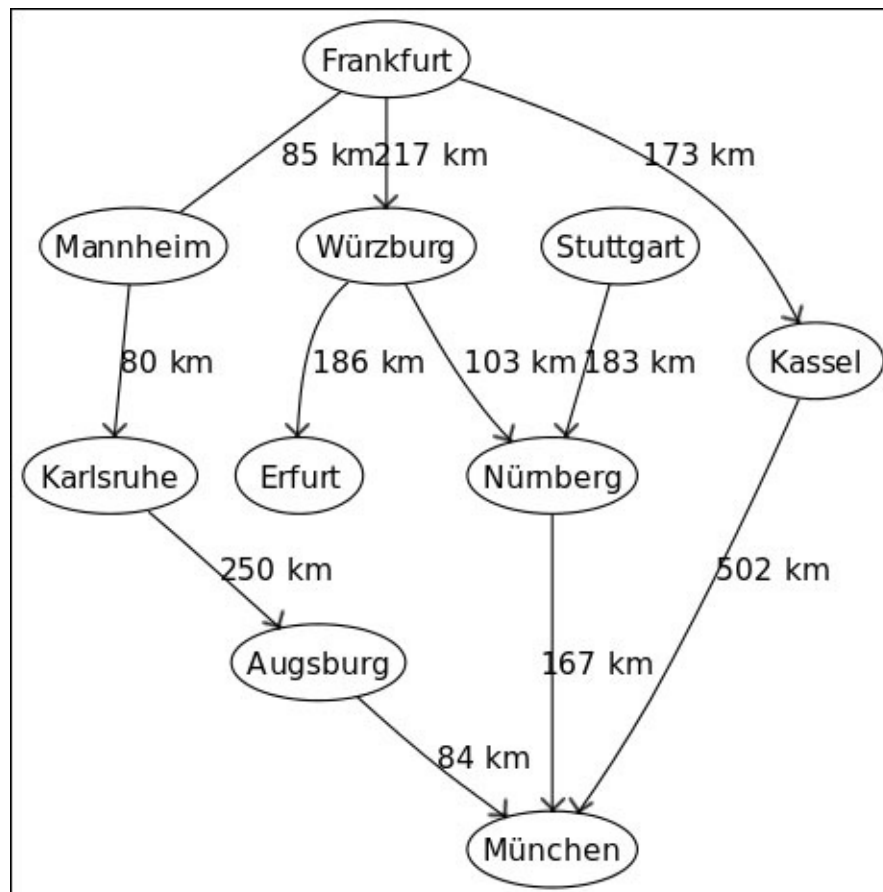 Frankfurt
85 km
217 km
173 km
Mannheim
Würzburg
Stuttgart
80 km
186 km
103 km
183 km
Kassel
Karlsruhe
Erfurt
Nürnberg
250 km
502 km
Augsburg
167 km
84 km
München